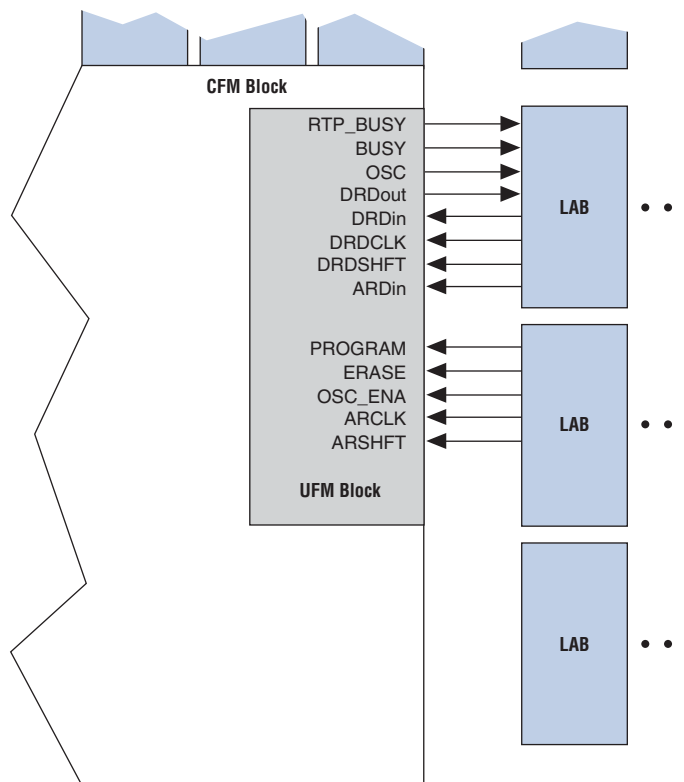 CFM Block
RTP_BUSY
BUSY
OSC
DRDout
DRDin
DRDCLK
DRDSHFT
ARDin
LAB
PROGRAM
ERASE
OSC_ENA
ARCLK
ARSHFT
LAB
UFM Block
LAB